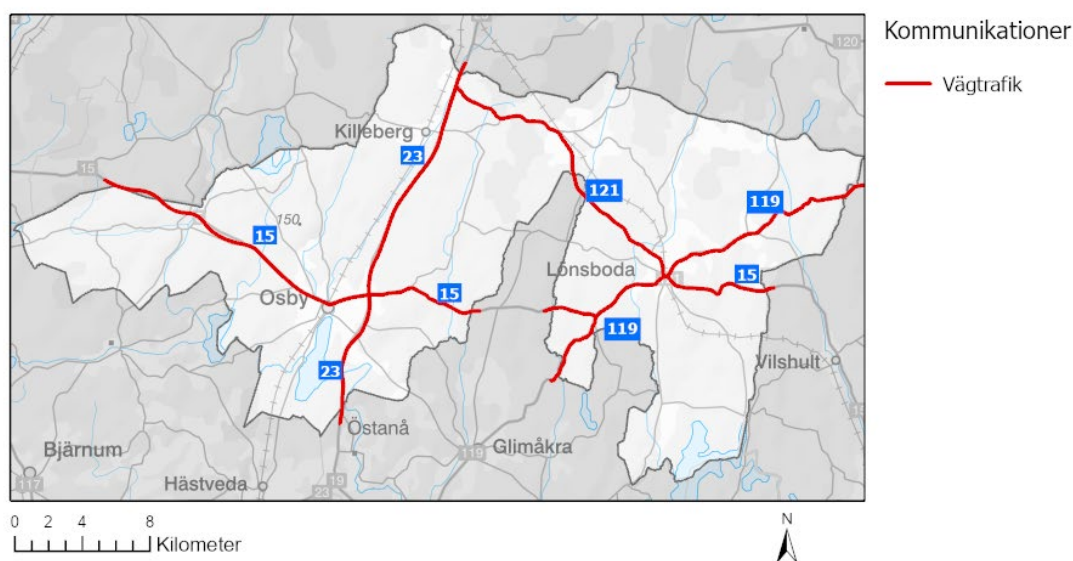 120
Kommunikationer
Vägtrafik
Killeberg
23
15
121
119
150
15
15
15
Lönsboda
Osby
119
Vilshult
23
Östanå
Bjärnum
Glimåkra
119
117
Hästveda
19
23
0 2 4 8
Kilometer
N